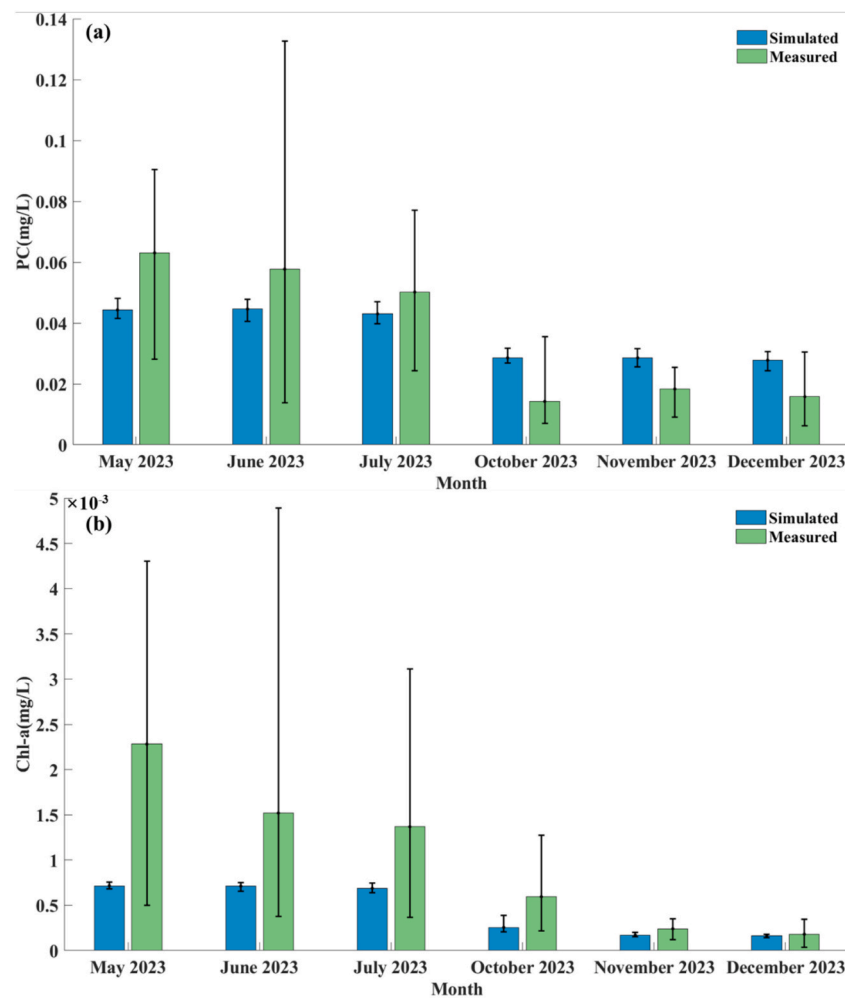 0.14
(a)
Simulated
Measured
0.12
0.1
0.08
0.06
0.04
0.02
0
PC(mg/L)
May 2023 June 2023 July 2023 October 2023 November 2023 December 2023
Month
5
×10-3
(b)
Simulated
Measured
4.5
4
3.5
3
2.5
2
1.5
1
0.5
0
Chl-a(mg/L)
May 2023 June 2023 July 2023 October 2023 November 2023 December 2023
Month